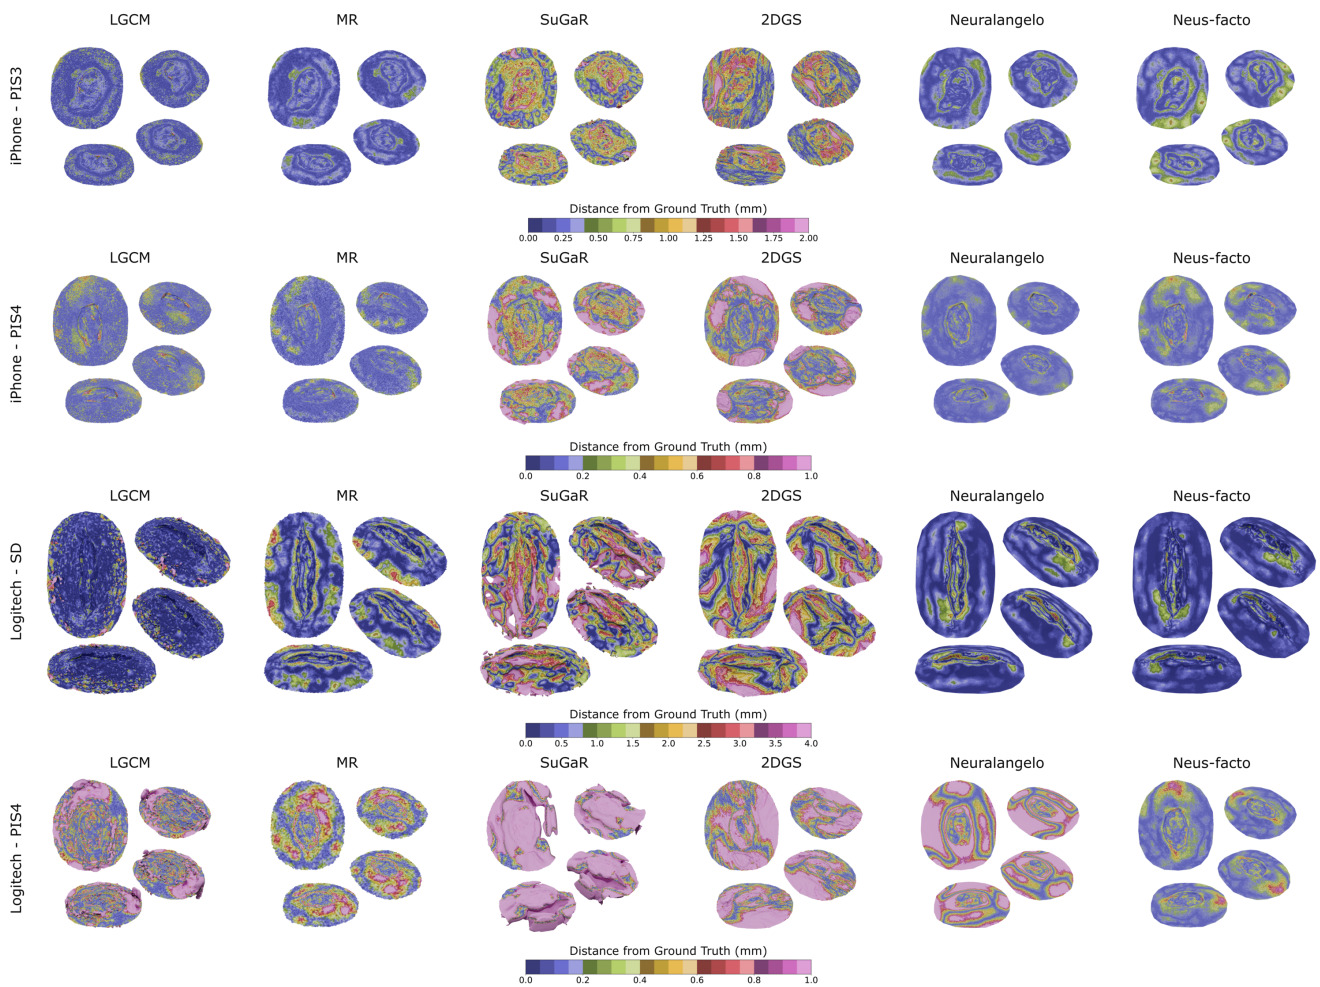 LGCM MR SuGaR 2DGS Neuralangelo Neus-facto
iPhone - PIS3
Distance from Ground Truth (mm)
0.00 0.25 0.50 0.75 1.00 1.25 1.50 1.75 2.00
LGCM MR SuGaR 2DGS Neuralangelo Neus-facto
iPhone - PIS4
Distance from Ground Truth (mm)
0.0 0.2 0.4 0.6 0.8 1.0
LGCM MR SuGaR 2DGS Neuralangelo Neus-facto
Logitech - SD
Distance from Ground Truth (mm)
0.0 0.5 1.0 1.5 2.0 2.5 3.0 3.5 4.0
LGCM MR SuGaR 2DGS Neuralangelo Neus-facto
Logitech - PIS4
Distance from Ground Truth (mm)
0.0 0.2 0.4 0.6 0.8 1.0